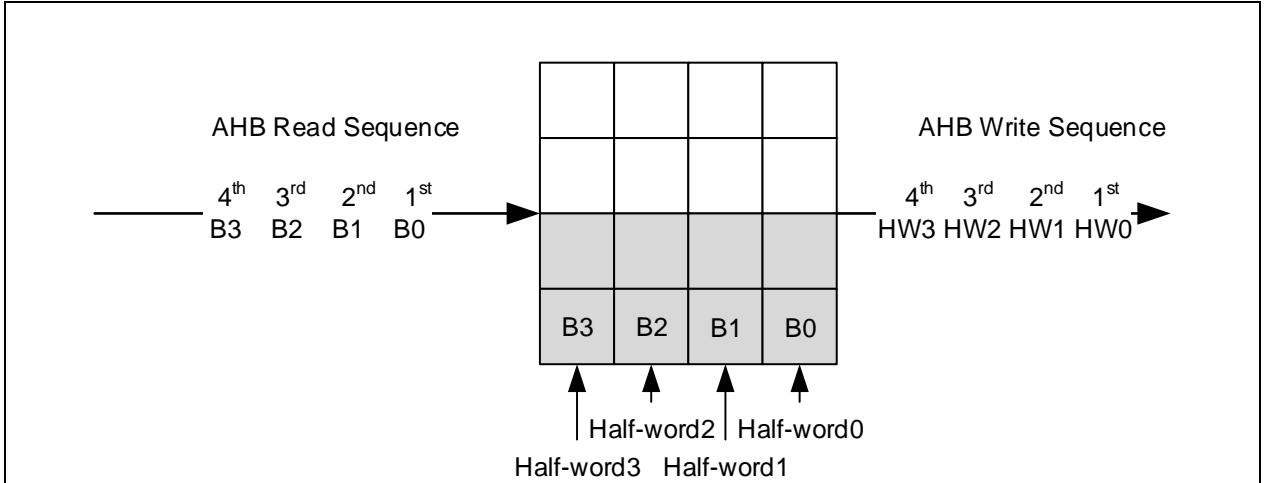 AHB Read Sequence
AHB Write Sequence
4th 3rd 2nd 1st
B3 B2 B1 B0
4th 3rd 2nd 1st
HW3 HW2 HW1 HW0
B3 B2 B1 B0
Half-word2 Half-word0
Half-word3 Half-word1